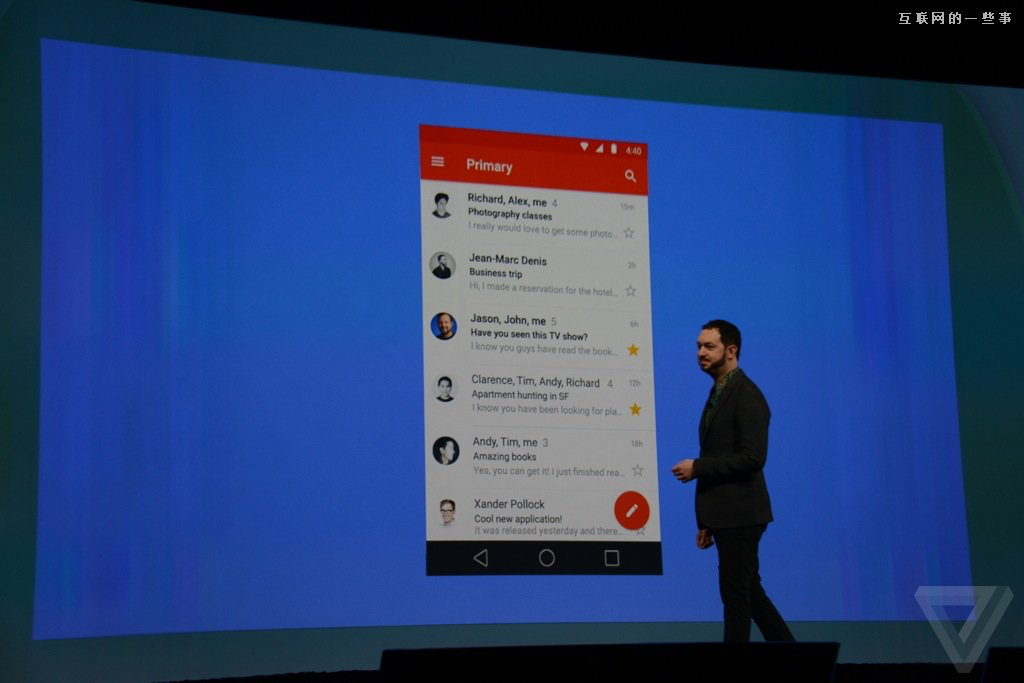 互联网的一些事
4:40
Primary
Richard, Alex, me 4
15m
Photography classes
I really would love to get some photo...
Jean-Marc Denis
2h
Business trip
Hi, I made a reservation for the hotel...
Jason, John, me 5
6h
Have you seen this TV show?
I know you guys have read the book...
Clarence, Tim, Andy, Richard 4
12h
Apartment hunting in SF
I know you have been looking for pla...
Andy, Tim, me 3
18h
Amazing books
Yes, you can get it! I just finished rea...
Xander Pollock
Cool new application!
It was released yesterday and there...